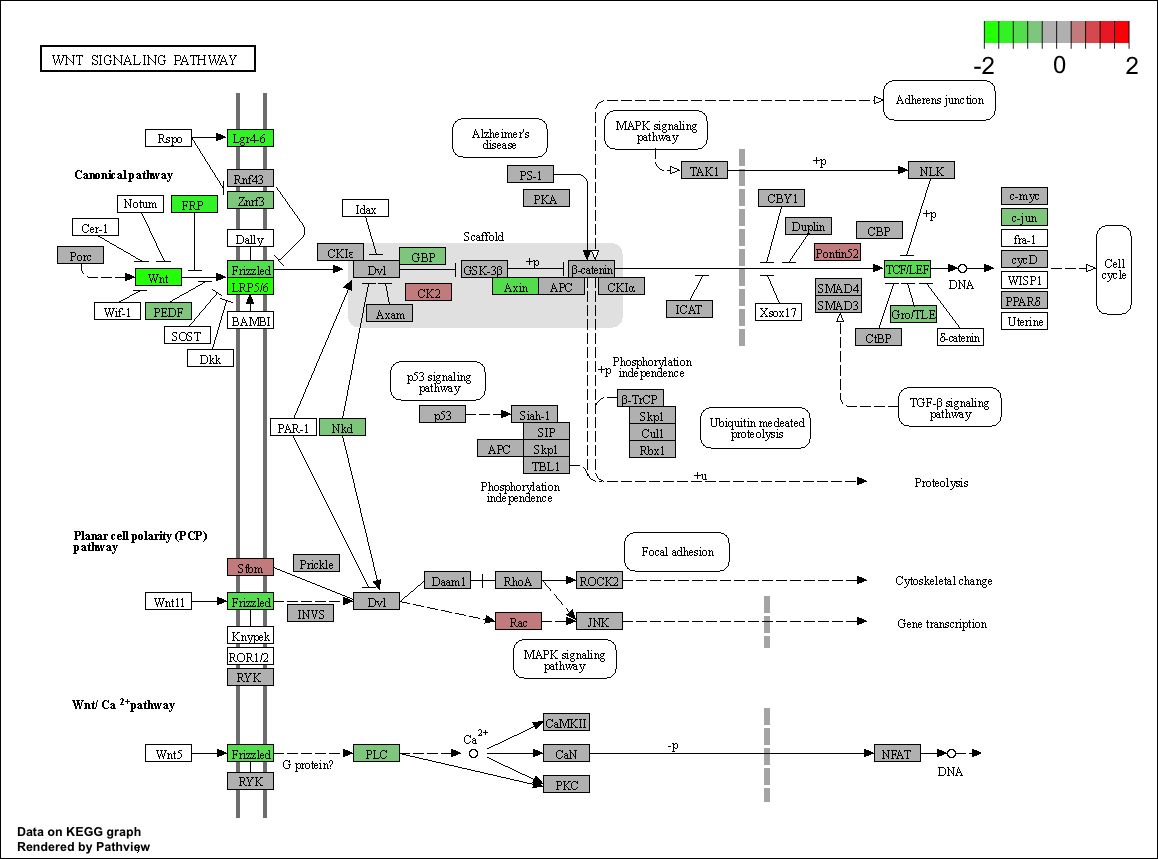 -2 0 2
WNT SIGNALING PATHWAY
Adherens junction
Rspo
Lgr4-6
Alzheimer's
disease
MAPK signaling
pathway
Canonical pathway
Rnf43
PS-1
TAK1
+p
NLK
Notum
FRP
Znrf3
PKA
CBY1
c-myc
Idax
+p
c-jun
Cer-1
Dally
Scaffold
Duplin
CBP
fra-1
Porc
CKIε
GBP
Pontin52
cycD
Wnt
Frizzled
LRP5/6
Dvl
GSK-3β
+p
β-catenin
TCF/LEF
DNA
WISP1
Cell
cycle
CK2
Axin
APC
CKIα
SMAD4
SMAD3
PPARδ
Wif-1
PEDF
BAMBI
Axam
ICAT
Xsox17
Gro/TLE
Uterine
SOST
CtBP
δ-catenin
Dkk
p53 signaling
pathway
+p
Phosphorylation
independence
TGF-β signaling
pathway
p53
Siah-1
β-TrCP
PAR-1
Nkd
SIP
Skp1
Cul1
Rbx1
Ubiquitin medeated
proteolysis
APC
Skp1
TBL1
+u
Proteolysis
Phosphorylation
independence
Planar cell polarity (PCP)
pathway
Stbm
Prickle
Focal adhesion
Daam1
RhoA
ROCK2
Cytoskeletal change
Wnt11
Frizzled
INVS
Dvl
Rac
JNK
Gene transcription
Knypek
ROR1/2
RYK
MAPK signaling
pathway
Wnt/ Ca 2+ pathway
CaMKII
Ca2+
Wnt5
Frizzled
G protein?
PLC
CaN
-p
NFAT
DNA
RYK
PKC
Data on KEGG graph
Rendered by Pathview